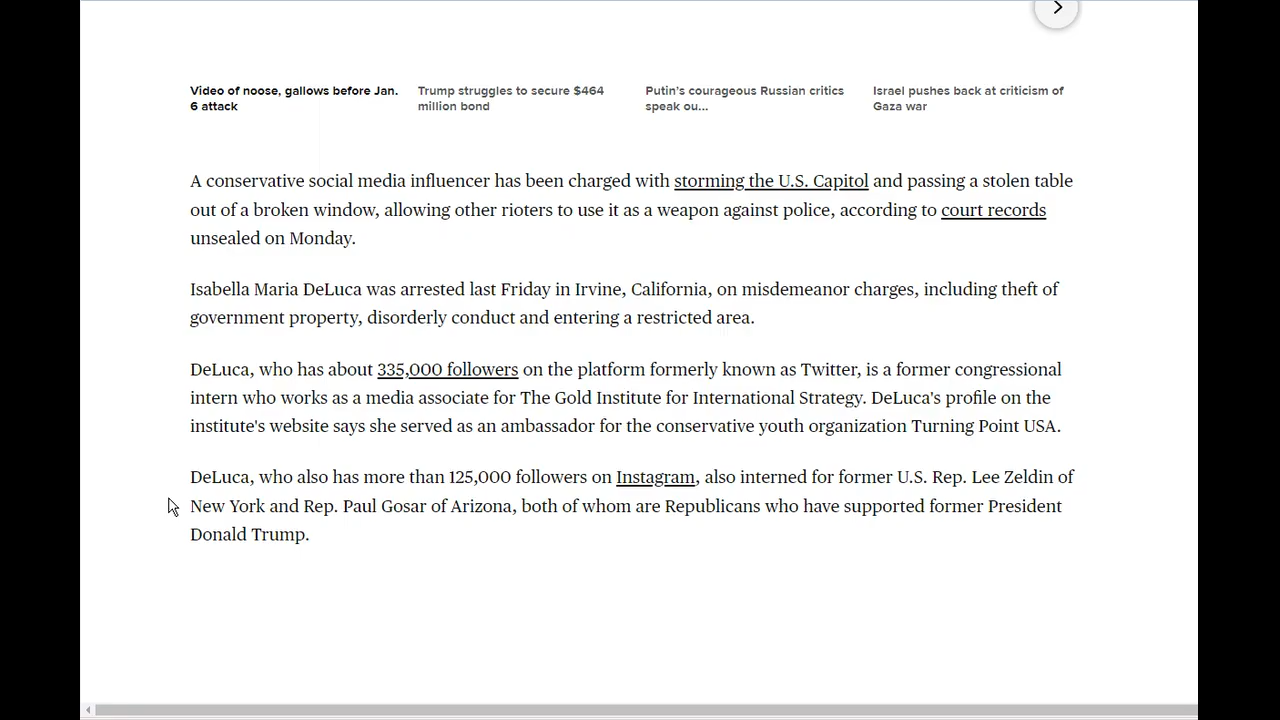 Video of noose, gallows before Jan.
6 attack
Trump struggles to secure $464
million bond
Putin’s courageous Russian critics
speak ou...
Israel pushes back at criticism of
Gaza war
A conservative social media influencer has been charged with storming the U.S. Capitol and passing a stolen table
out of a broken window, allowing other rioters to use it as a weapon against police, according to court records
unsealed on Monday.
Isabella Maria DeLuca was arrested last Friday in Irvine, California, on misdemeanor charges, including theft of
government property, disorderly conduct and entering a restricted area.
DeLuca, who has about 335,000 followers on the platform formerly known as Twitter, is a former congressional
intern who works as a media associate for The Gold Institute for International Strategy. DeLuca's profile on the
institute's website says she served as an ambassador for the conservative youth organization Turning Point USA.
DeLuca, who also has more than 125,000 followers on Instagram, also interned for former U.S. Rep. Lee Zeldin of
New York and Rep. Paul Gosar of Arizona, both of whom are Republicans who have supported former President
Donald Trump.